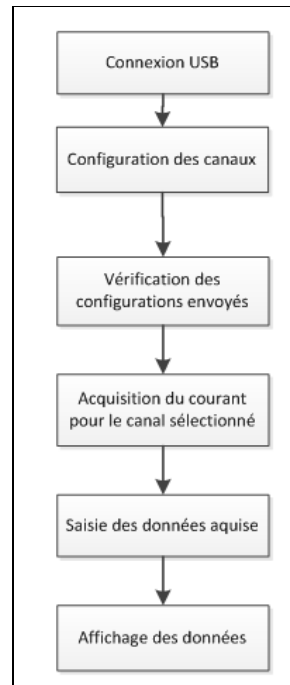 Connexion USB
Configuration des canaux
Vérification des
configurations envoyés
Acquisition du courant
pour le canal sélectionné
Saisie des données aquise
Affichage des données